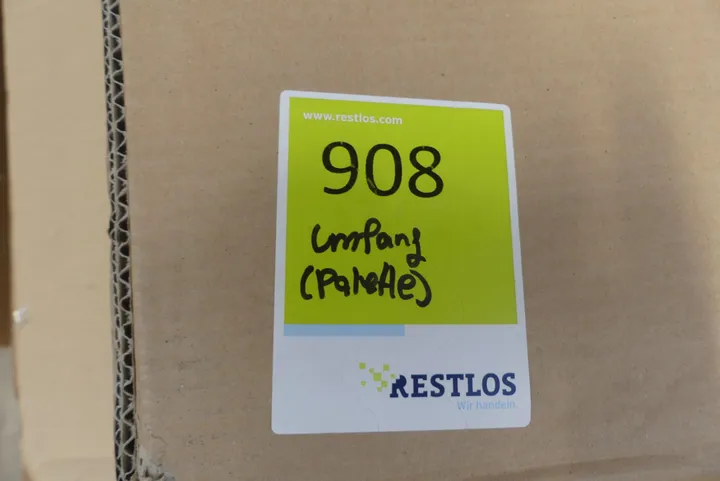 www.restlos.com
908
Umfang
(Palette)
RESTLOS
Wir handeln.